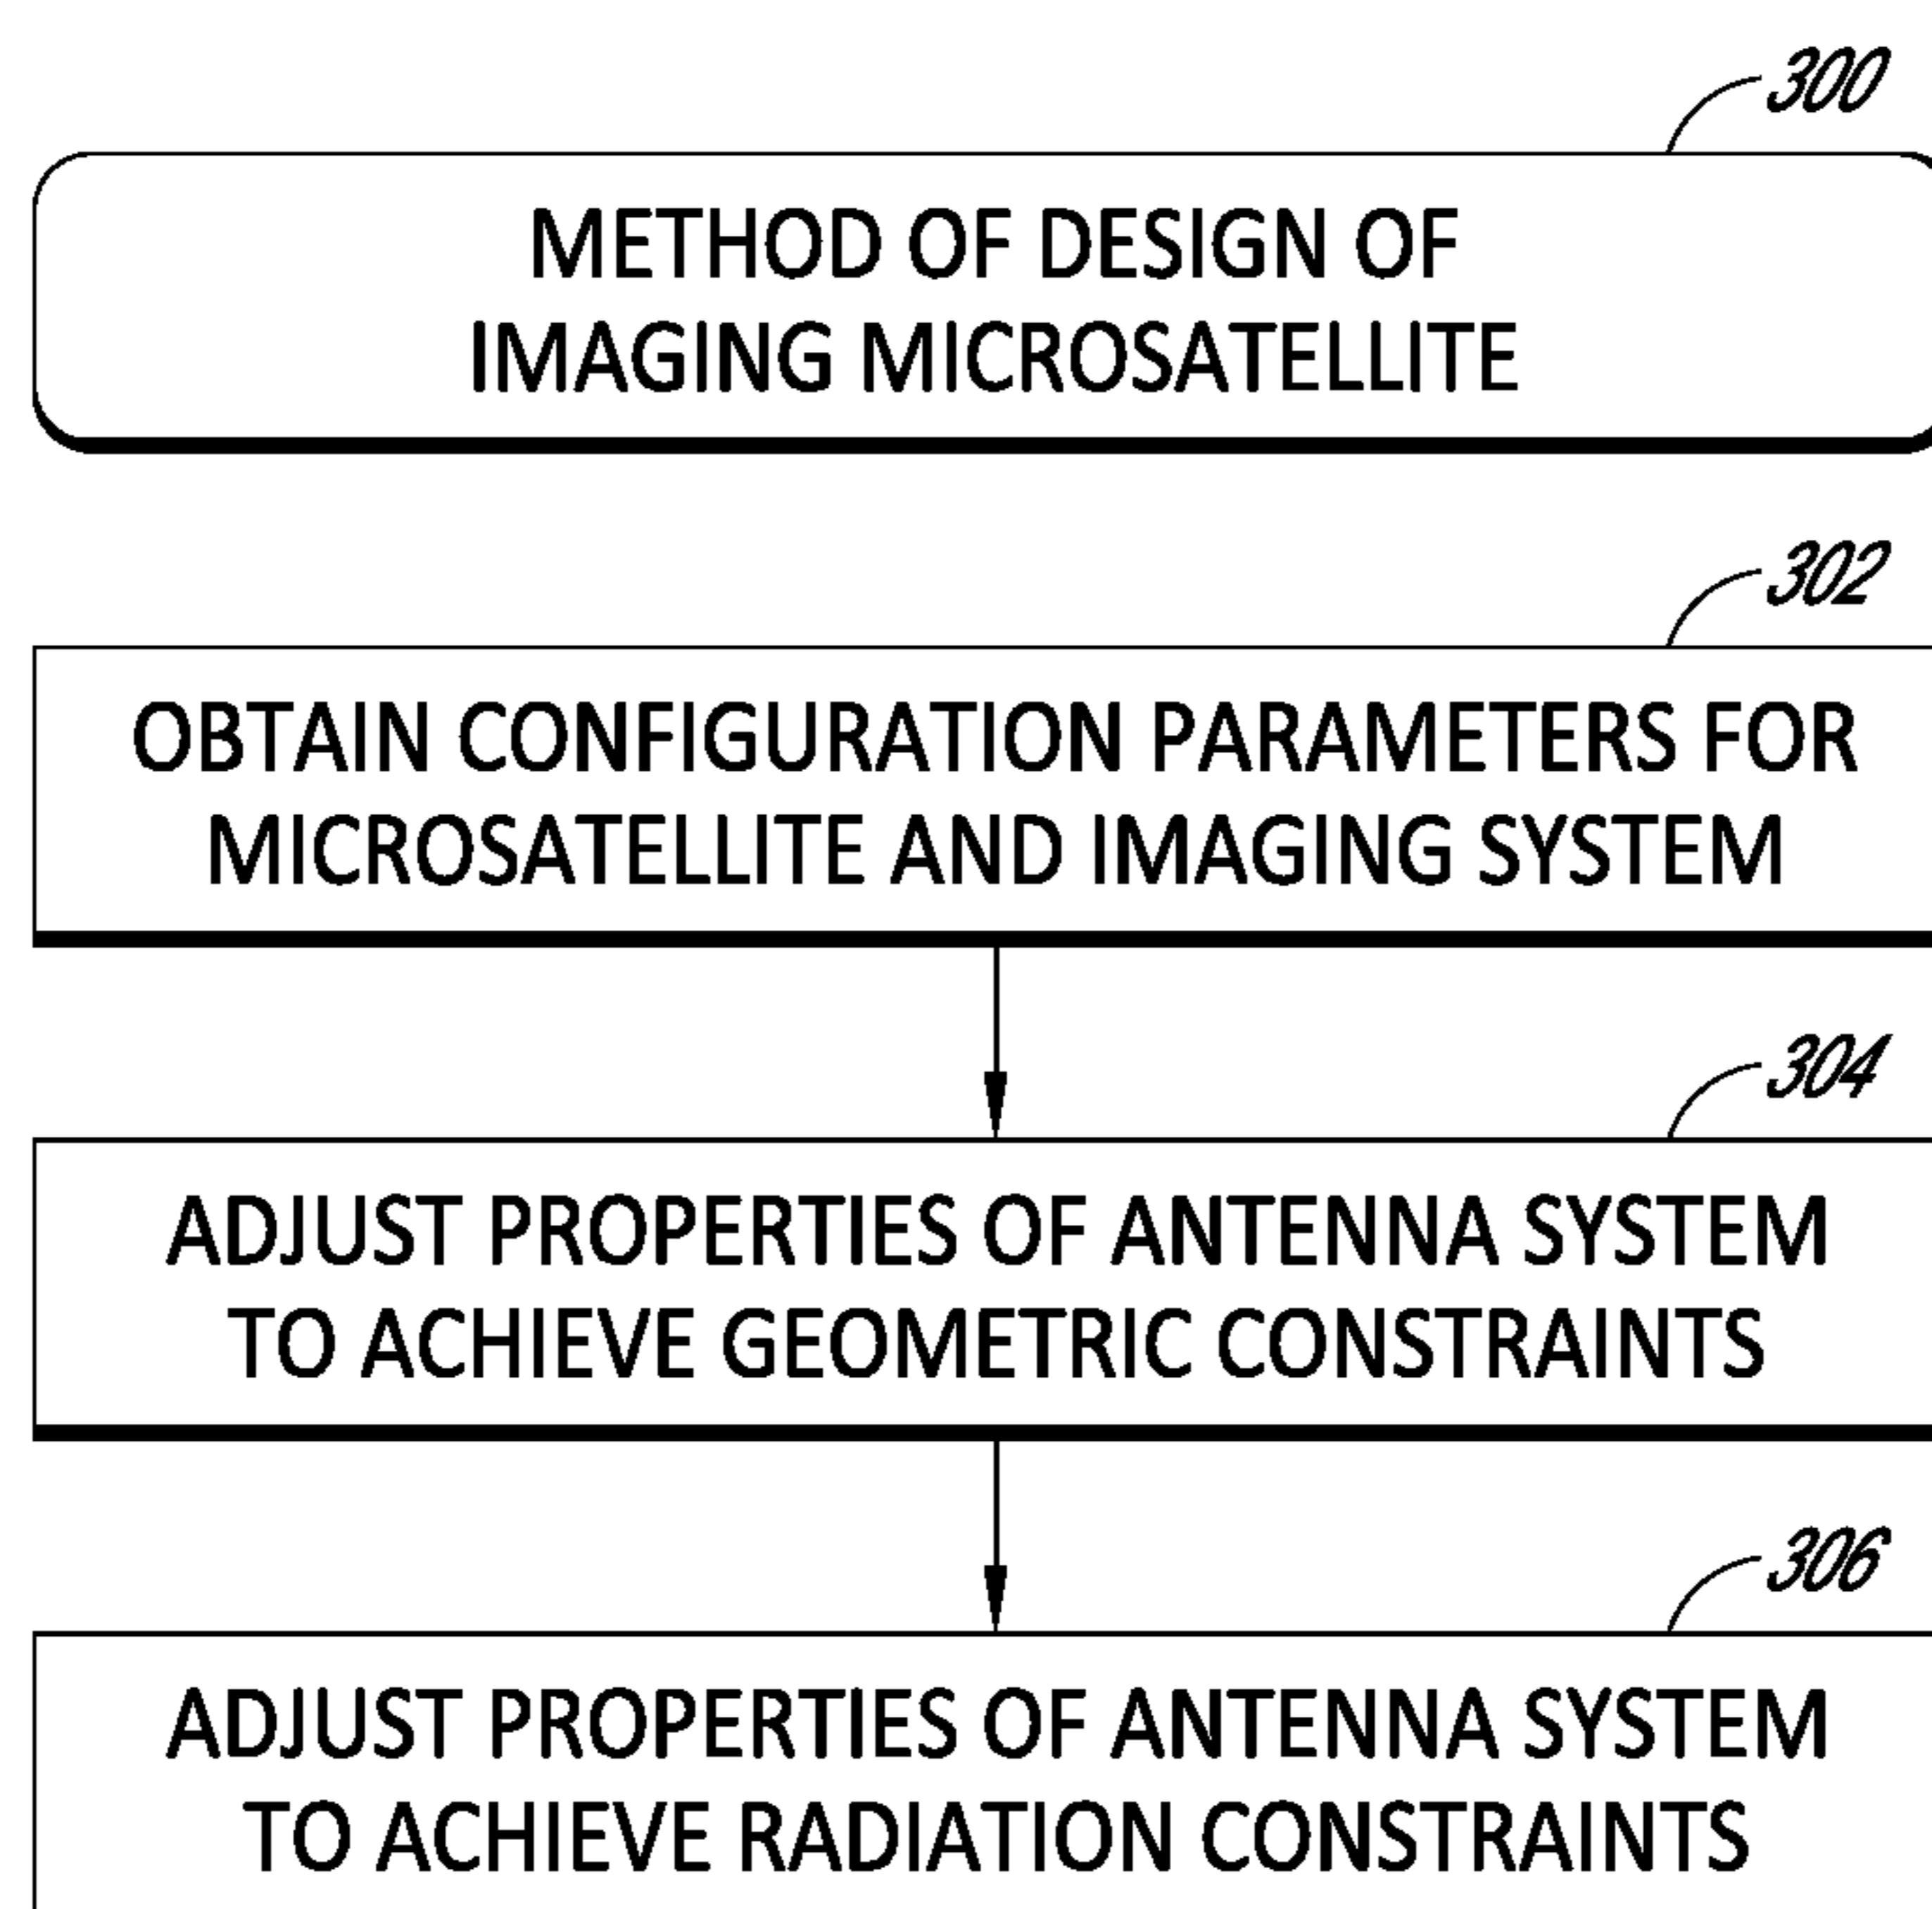 300
METHOD OF DESIGN OF
IMAGING MICROSATELLITE
302
OBTAIN CONFIGURATION PARAMETERS FOR
MICROSATELLITE AND IMAGING SYSTEM
304
ADJUST PROPERTIES OF ANTENNA SYSTEM
TO ACHIEVE GEOMETRIC CONSTRAINTS
306
ADJUST PROPERTIES OF ANTENNA SYSTEM
TO ACHIEVE RADIATION CONSTRAINTS